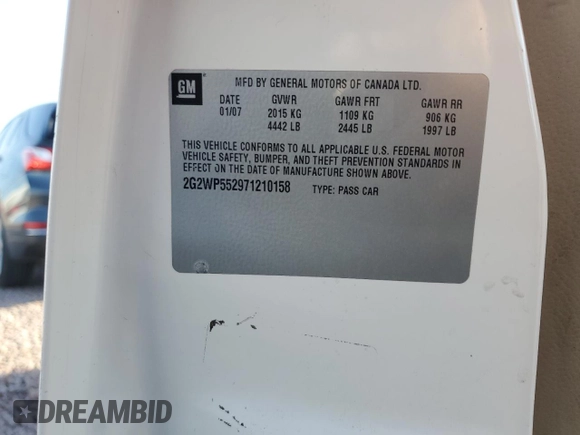 GM
MFD BY GENERAL MOTORS OF CANADA LTD.
DATE GVWR GAWR FRT GAWR RR
01/07 2015 KG 1109 KG 906 KG
4442 LB 2445 LB 1997 LB
THIS VEHICLE CONFORMS TO ALL APPLICABLE U.S. FEDERAL MOTOR
VEHICLE SAFETY, BUMPER, AND THEFT PREVENTION STANDARDS IN
EFFECT ON THE DATE OF MANUFACTURE SHOWN ABOVE.
2G2WP552971210158 TYPE: PASS CAR
DREAMBID